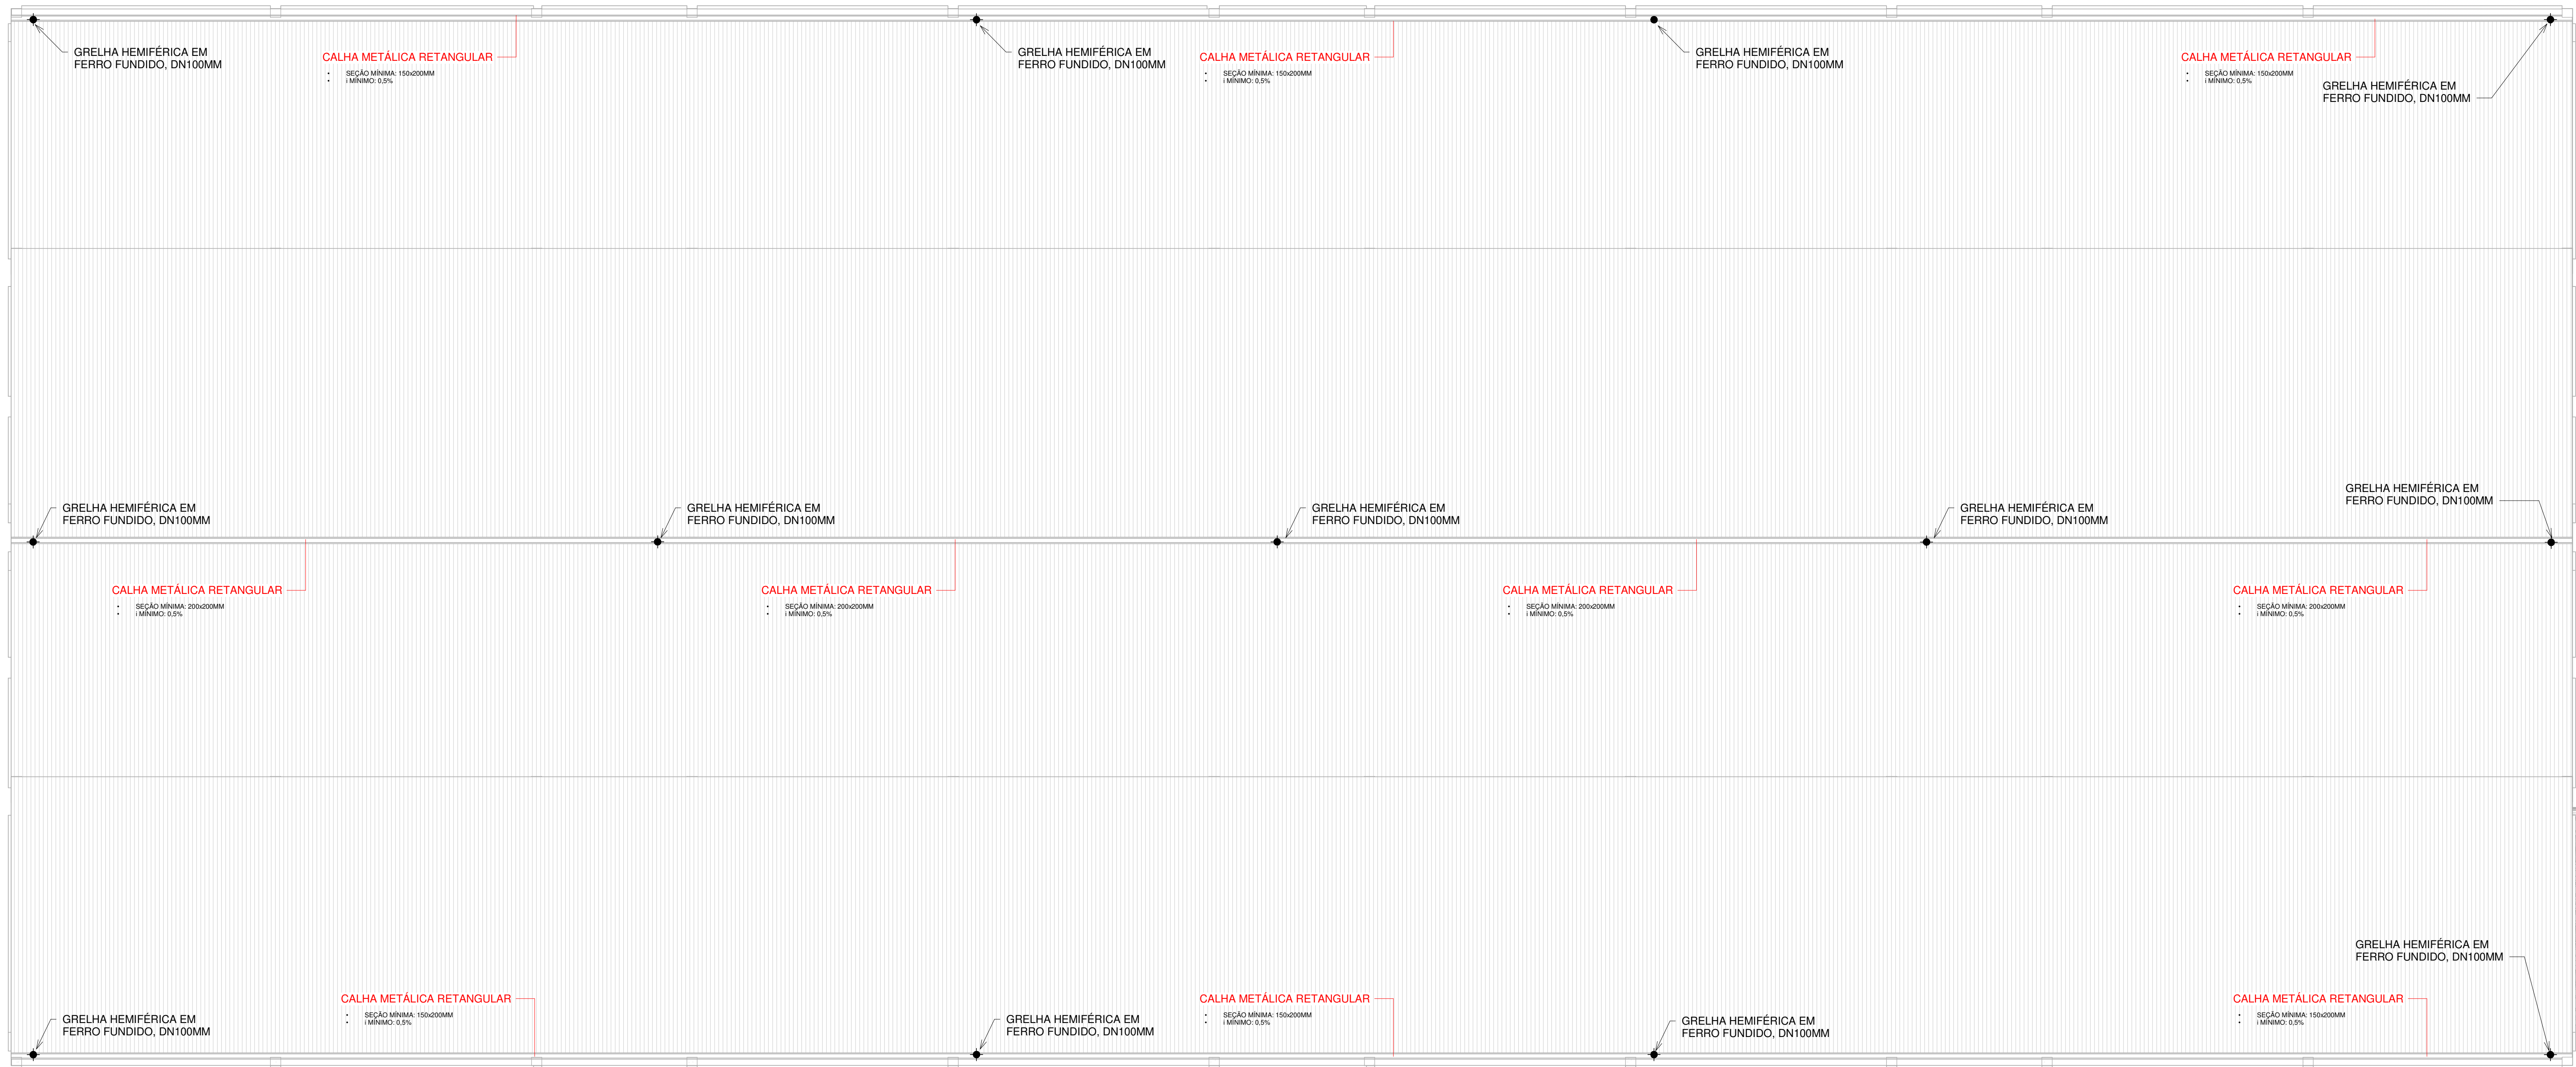 GRELHA HEMIFÉRICA EM
FERRO FUNDIDO, DN100MM
CALHA METÁLICA RETANGULAR
• SEÇÃO MÍNIMA: 150x200MM
• i MÍNIMO: 0,5%
GRELHA HEMIFÉRICA EM
FERRO FUNDIDO, DN100MM
CALHA METÁLICA RETANGULAR
• SEÇÃO MÍNIMA: 150x200MM
• i MÍNIMO: 0,5%
GRELHA HEMIFÉRICA EM
FERRO FUNDIDO, DN100MM
CALHA METÁLICA RETANGULAR
• SEÇÃO MÍNIMA: 150x200MM
• i MÍNIMO: 0,5%
GRELHA HEMIFÉRICA EM
FERRO FUNDIDO, DN100MM
GRELHA HEMIFÉRICA EM
FERRO FUNDIDO, DN100MM
GRELHA HEMIFÉRICA EM
FERRO FUNDIDO, DN100MM
GRELHA HEMIFÉRICA EM
FERRO FUNDIDO, DN100MM
GRELHA HEMIFÉRICA EM
FERRO FUNDIDO, DN100MM
GRELHA HEMIFÉRICA EM
FERRO FUNDIDO, DN100MM
CALHA METÁLICA RETANGULAR
• SEÇÃO MÍNIMA: 200x200MM
• i MÍNIMO: 0,5%
CALHA METÁLICA RETANGULAR
• SEÇÃO MÍNIMA: 200x200MM
• i MÍNIMO: 0,5%
CALHA METÁLICA RETANGULAR
• SEÇÃO MÍNIMA: 200x200MM
• i MÍNIMO: 0,5%
CALHA METÁLICA RETANGULAR
• SEÇÃO MÍNIMA: 200x200MM
• i MÍNIMO: 0,5%
GRELHA HEMIFÉRICA EM
FERRO FUNDIDO, DN100MM
CALHA METÁLICA RETANGULAR
• SEÇÃO MÍNIMA: 150x200MM
• i MÍNIMO: 0,5%
GRELHA HEMIFÉRICA EM
FERRO FUNDIDO, DN100MM
CALHA METÁLICA RETANGULAR
• SEÇÃO MÍNIMA: 150x200MM
• i MÍNIMO: 0,5%
GRELHA HEMIFÉRICA EM
FERRO FUNDIDO, DN100MM
CALHA METÁLICA RETANGULAR
• SEÇÃO MÍNIMA: 150x200MM
• i MÍNIMO: 0,5%
GRELHA HEMIFÉRICA EM
FERRO FUNDIDO, DN100MM